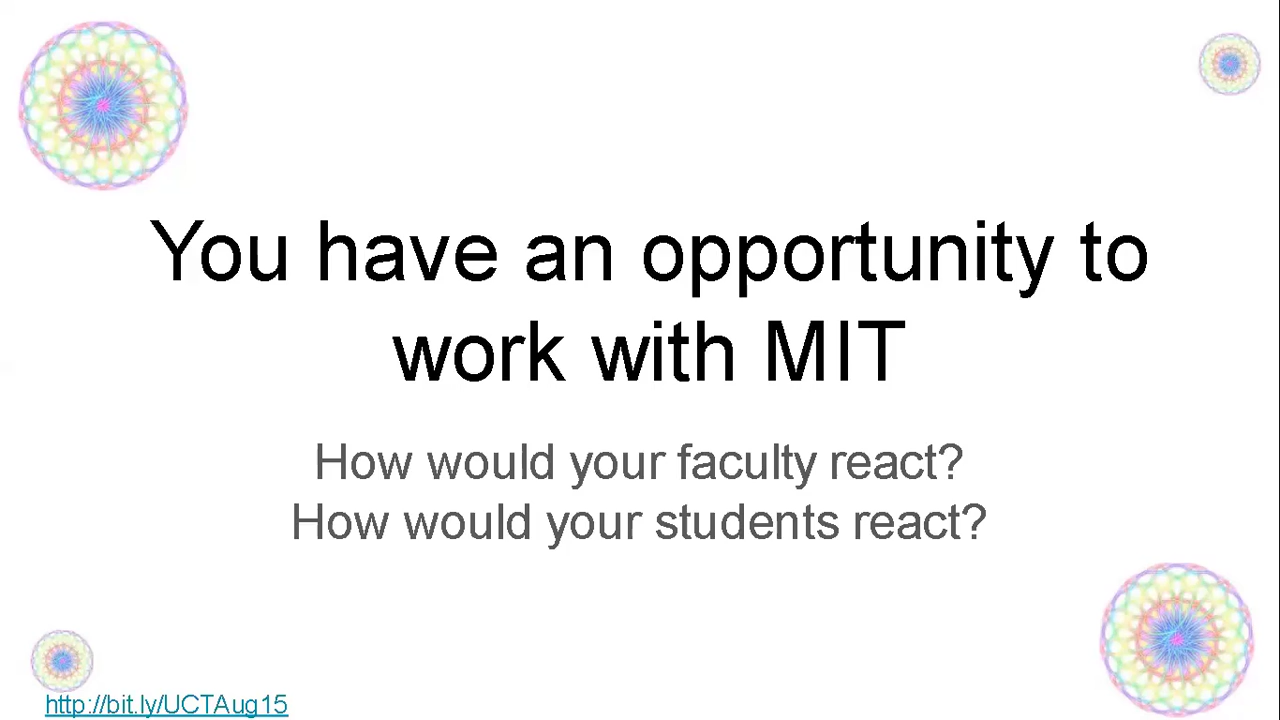 You have an opportunity to
work with MIT
How would your faculty react?
How would your students react?
http://bit.ly/UCTAug15